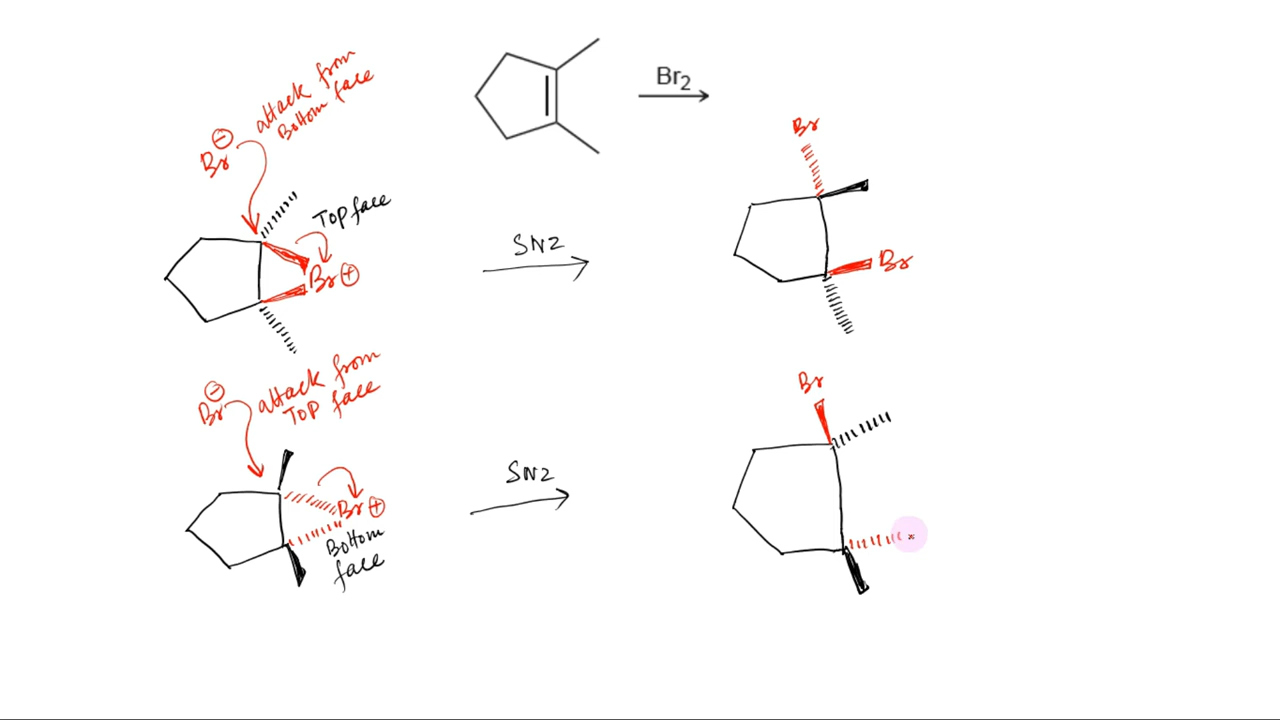 Br2
attack from
Bottom face
Br ⊖
Top face
Br ⊕
SN2
Br
Br
attack from
Top face
Br ⊖
Br ⊕
Bottom
face
SN2
Br